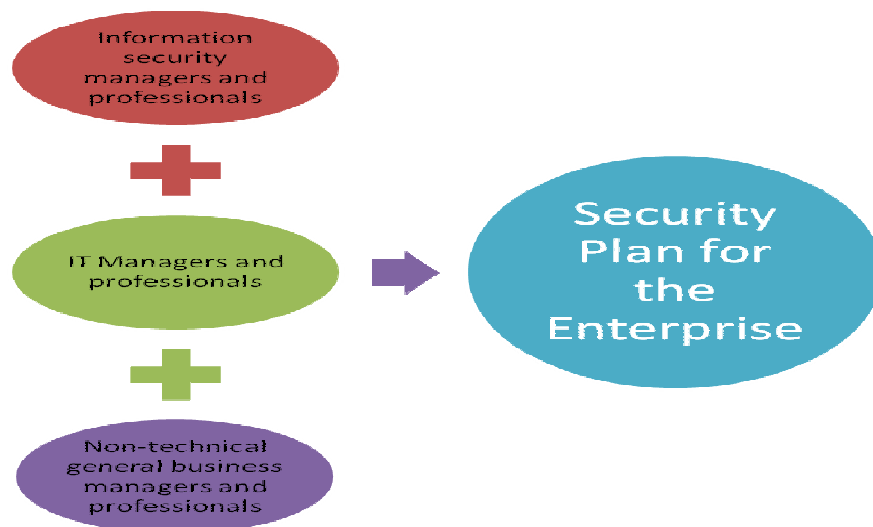 Information
security
managers and
professionals
IT Managers and
professionals
Non-technical
general business
managers and
professionals
Security
Plan for
the
Enterprise